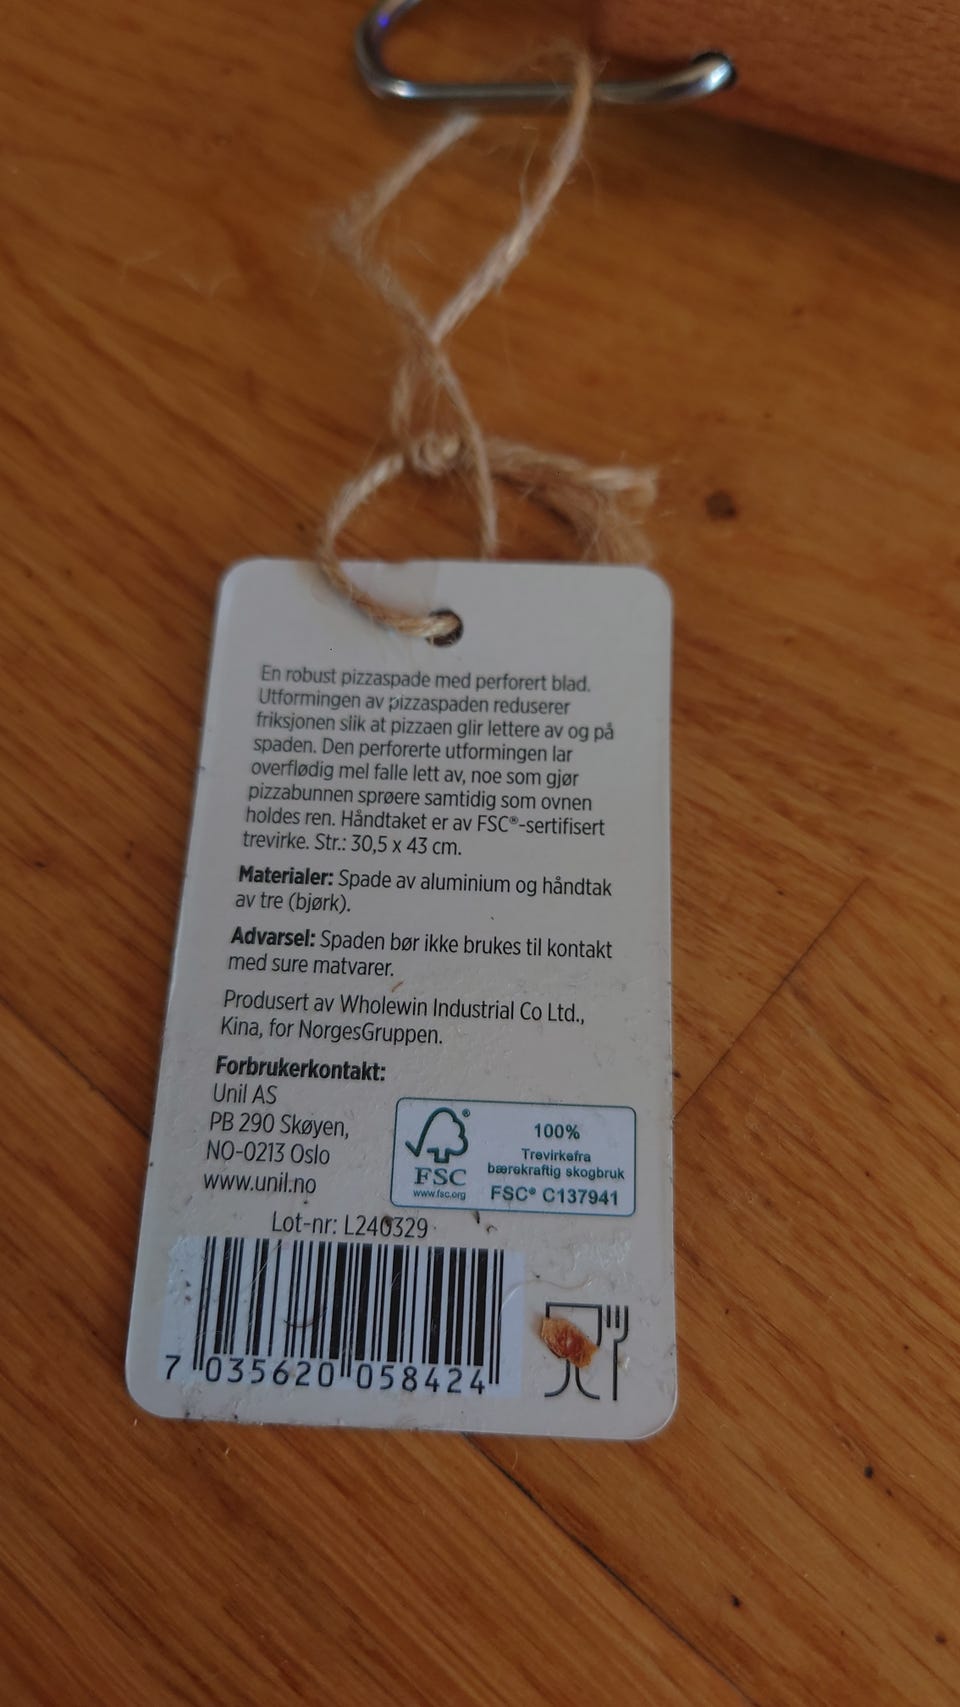 En robust pizzaspade med perforert blad.
Utformingen av pizzaspaden reduserer
friksjonen slik at pizzaen glir lettere av og på
spaden. Den perforerte utformingen lar
overflødig mel falle lett av, noe som gjør
pizzabunnen sprøere samtidig som ovnen
holdes ren. Håndtaket er av FSC®-sertifisert
trevirke. Str.: 30,5 x 43 cm.
Materialer: Spade av aluminium og håndtak
av tre (bjørk).
Advarsel: Spaden bør ikke brukes til kontakt
med sure matvarer.
Produsert av Wholewin Industrial Co Ltd.,
Kina, for NorgesGruppen.
Forbrukerkontakt:
Unil AS
PB 290 Skøyen,
NO-0213 Oslo
www.unil.no
FSC
www.fsc.org
100%
Trevirkefra
bærekraftig skogbruk
FSC® C137941
Lot-nr: L240329
7 035620 058424